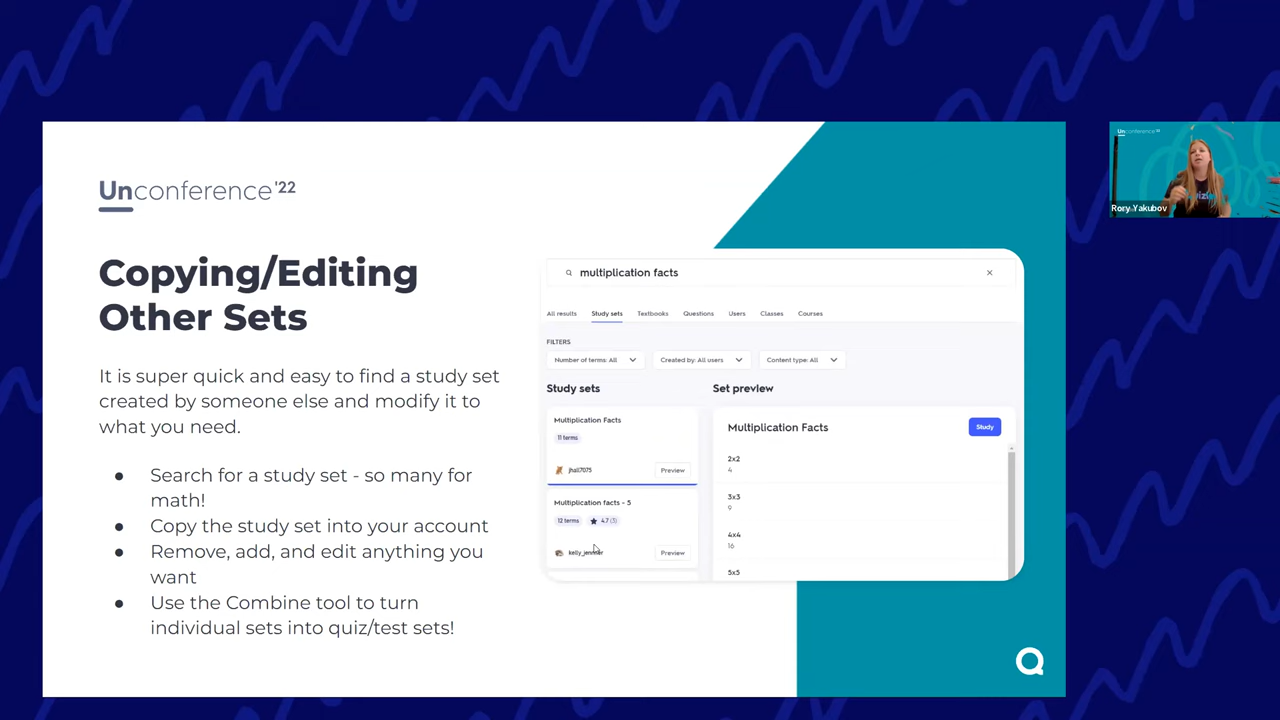 Unconference '22
Copying/Editing
Other Sets
It is super quick and easy to find a study set
created by someone else and modify it to
what you need.
● Search for a study set - so many for
math!
● Copy the study set into your account
● Remove, add, and edit anything you
want
● Use the Combine tool to turn
individual sets into quiz/test sets!
multiplication facts
All results Study sets Textbooks Questions Users Classes Courses
FILTERS
Number of terms: All Created by: All users Content type: All
Study sets
Multiplication Facts
11 terms
jhall7075 Preview
Multiplication facts - 5
12 terms 4.7 (3)
Preview
Set preview
Multiplication Facts Study
2x2
4
3x3
9
4x4
16
5x5
Q
Unconference '22
Rory Yakubov